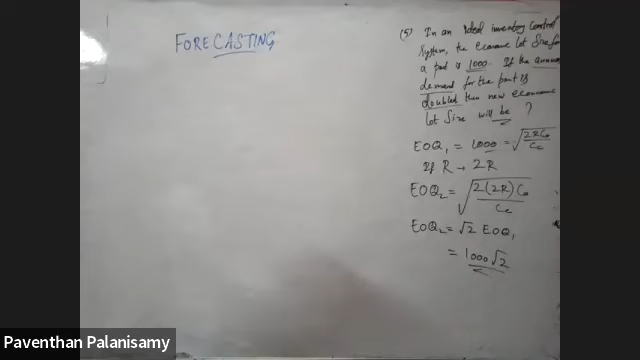 FORECASTING
(5) In an ideal inventory control
system, the economic lot size for
a part is 1000. If the annual
demand for the part is
doubled then new economic
lot size will be ?
EOQ₁ = 1000 = √(2RC₀/Cc)
If R → 2R
EOQ₂ = √(2(2R)C₀/Cc)
EOQ₂ = √2 EOQ₁
= 1000√2
Paventhan Palanisamy